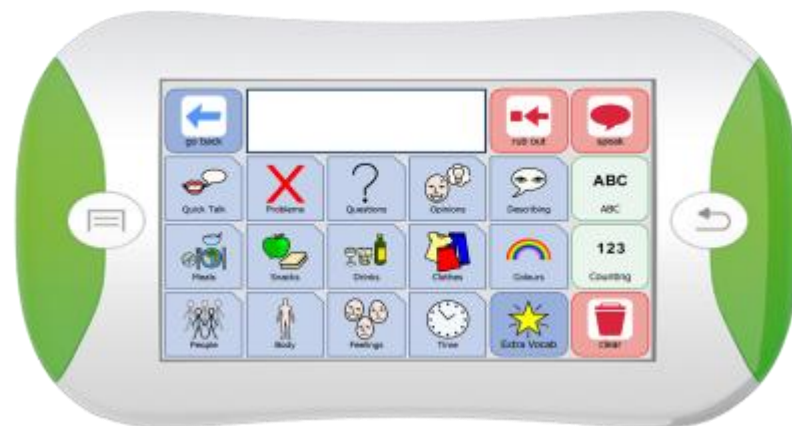 go back
rub out
speak
Quick Talk
Problems
Questions
Opinions
Describing
ABC
ABC
Meals
Snacks
Drinks
Clothes
Colours
123
Counting
People
Body
Feelings
Time
Extra Vocab
clear